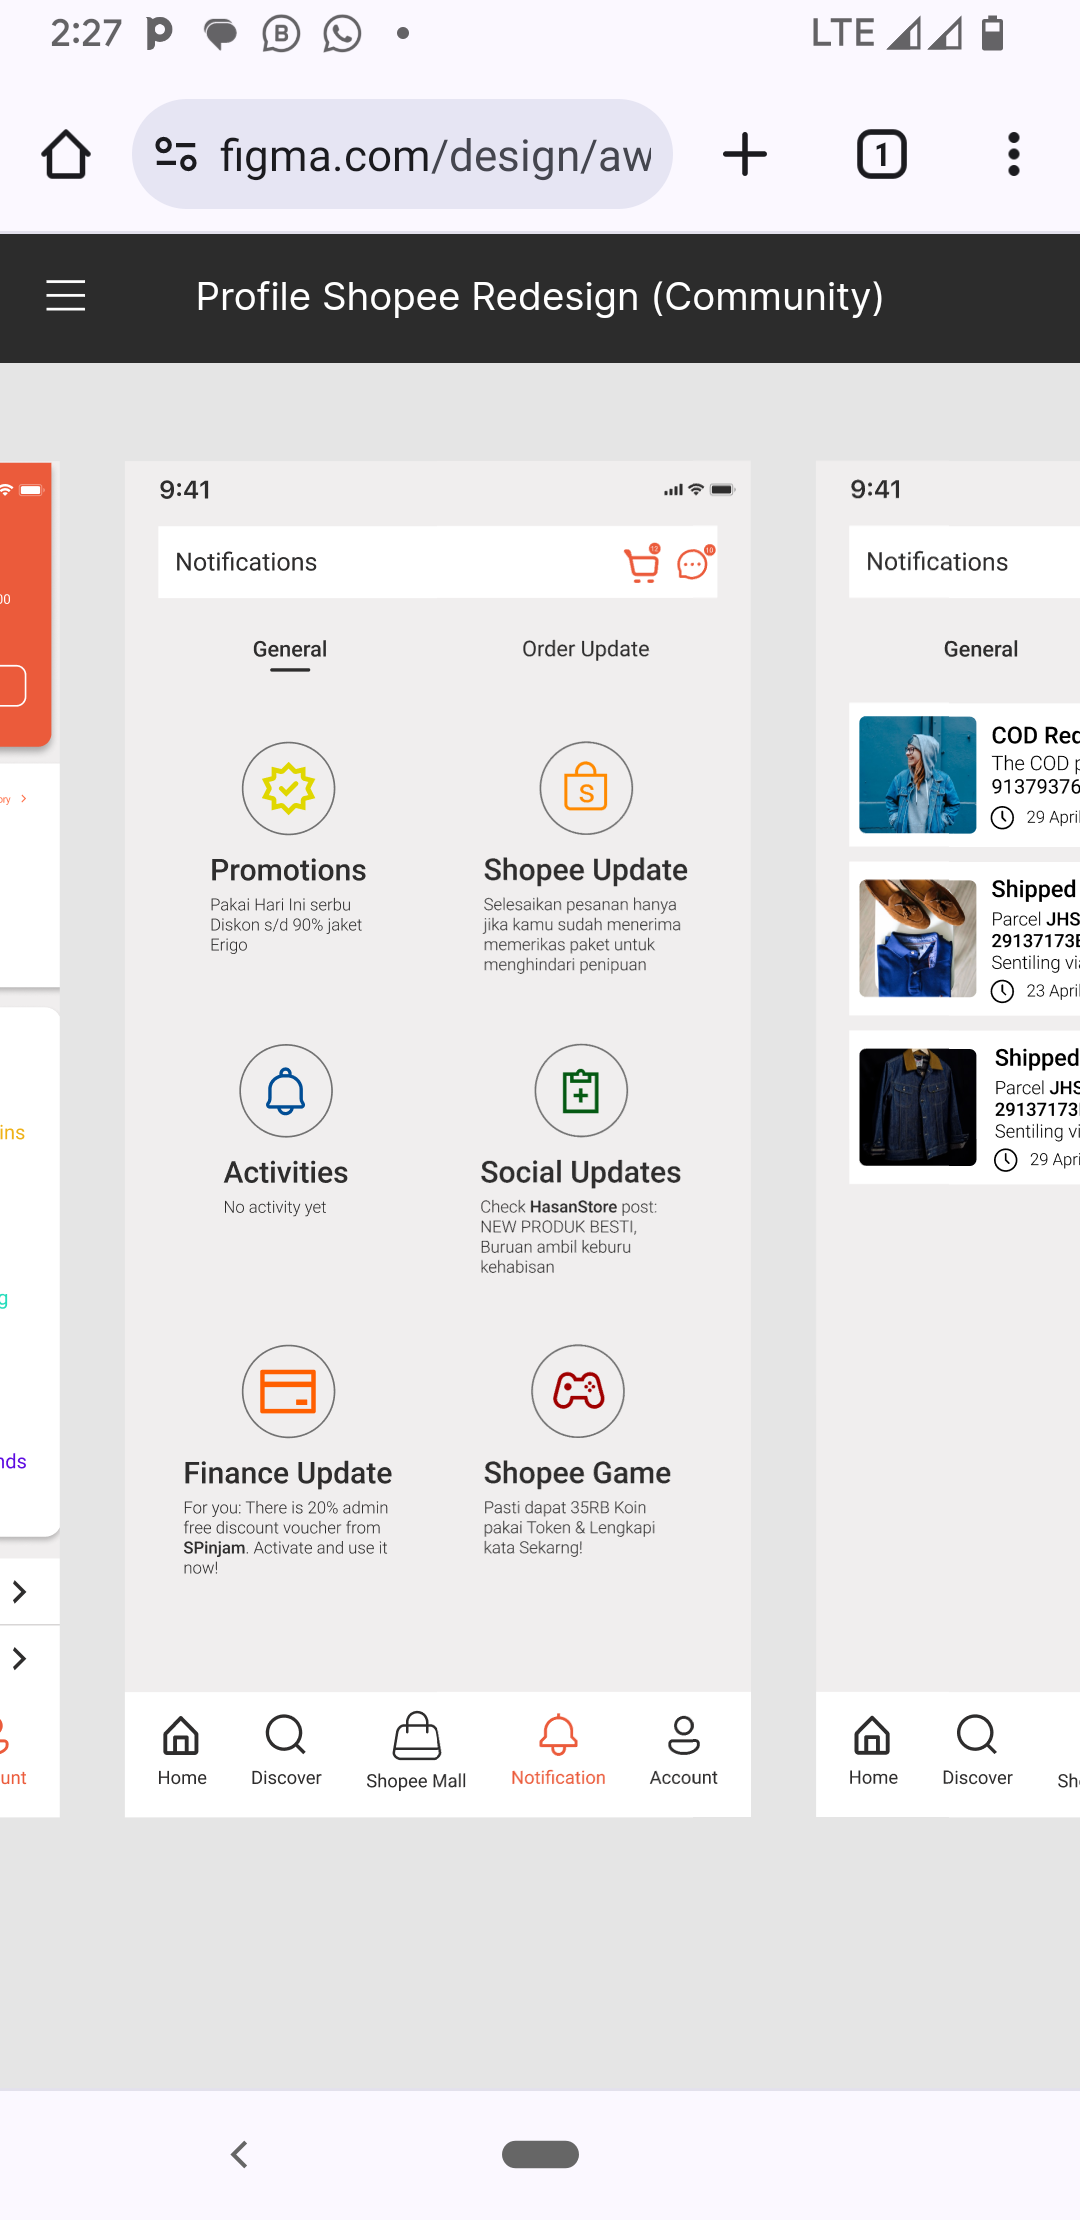 2:27
LTE
figma.com/design/aw
1
Profile Shopee Redesign (Community)
00
ory
ins
g
nds
unt
9:41
Notifications
12
10
General
Order Update
Promotions
Pakai Hari Ini serbu
Diskon s/d 90% jaket
Erigo
S
Shopee Update
Selesaikan pesanan hanya
jika kamu sudah menerima
memerikas paket untuk
menghindari penipuan
Activities
No activity yet
Social Updates
Check HasanStore post:
NEW PRODUK BESTI,
Buruan ambil keburu
kehabisan
Finance Update
For you: There is 20% admin
free discount voucher from
SPinjam. Activate and use it
now!
Shopee Game
Pasti dapat 35RB Koin
pakai Token & Lengkapi
kata Sekarng!
Home
Discover
Shopee Mall
Notification
Account
9:41
Notifications
General
COD Rec
The COD p
91379376
29 April
Shipped
Parcel JHS
29137173E
Sentiling via
23 April
Shipped
Parcel JHS
29137173
Sentiling vi
29 Apri
Home
Discover
Sh